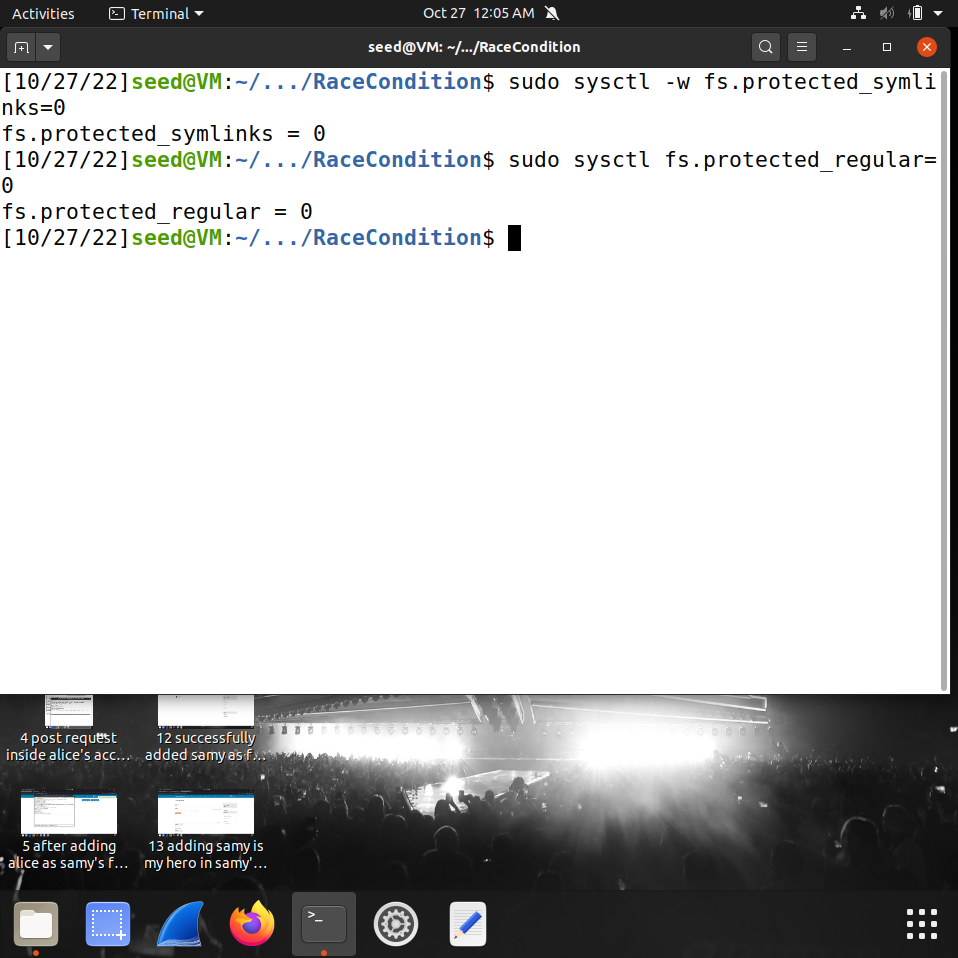 Activities
Terminal
Oct 27 12:05 AM
seed@VM: ~/.../RaceCondition
[10/27/22]seed@VM:~/.../RaceCondition$ sudo sysctl -w fs.protected_symli
nks=0
fs.protected_symlinks = 0
[10/27/22]seed@VM:~/.../RaceCondition$ sudo sysctl fs.protected_regular=
0
fs.protected_regular = 0
[10/27/22]seed@VM:~/.../RaceCondition$
4 post request
inside alice's acc...
12 successfully
added samy as f...
5 after adding
alice as samy's f...
13 adding samy is
my hero in samy'...
>_